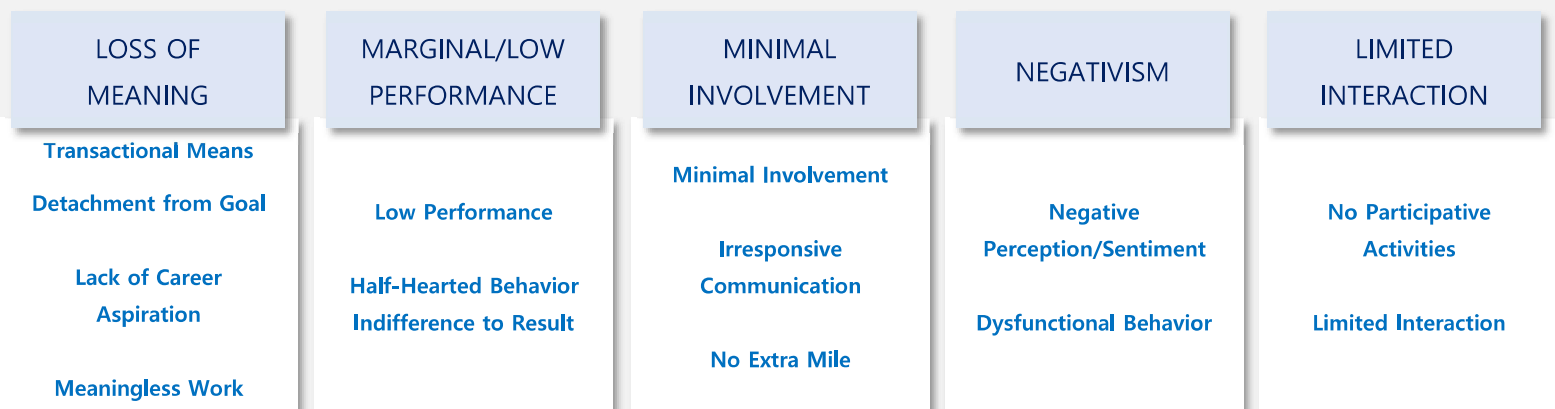 LOSS OF
MEANING
Transactional Means
Detachment from Goal
Lack of Career
Aspiration
Meaningless Work
MARGINAL/LOW
PERFORMANCE
Low Performance
Half-Hearted Behavior
Indifference to Result
MINIMAL
INVOLVEMENT
Minimal Involvement
Irresponsive
Communication
No Extra Mile
NEGATIVISM
Negative
Perception/Sentiment
Dysfunctional Behavior
LIMITED
INTERACTION
No Participative
Activities
Limited Interaction